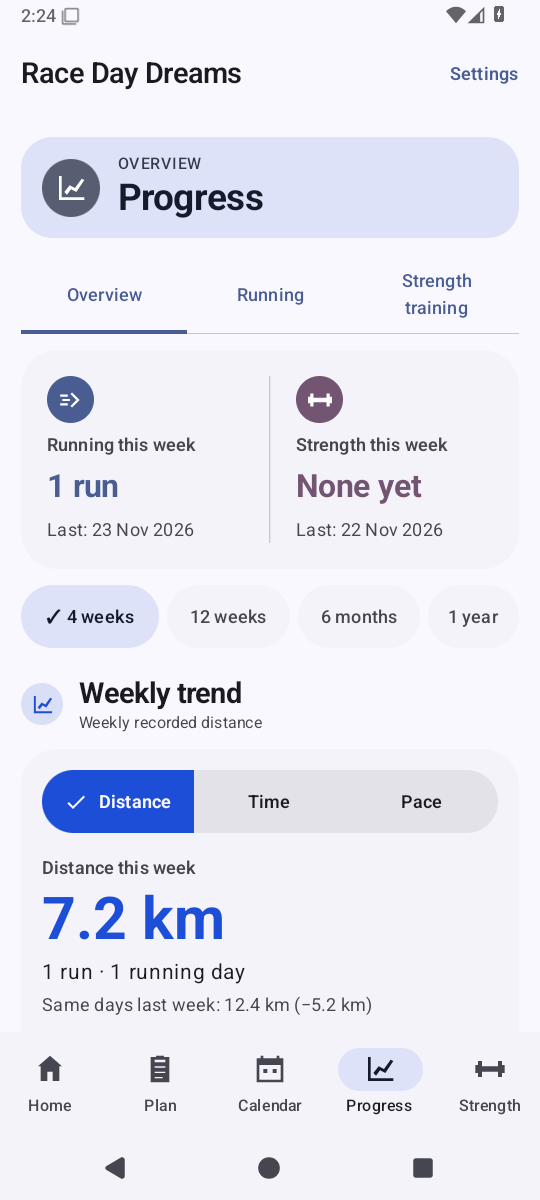 2:24
Race Day Dreams
Settings
OVERVIEW
Progress
Overview
Running
Strength
training
Running this week
1 run
Last: 23 Nov 2026
Strength this week
None yet
Last: 22 Nov 2026
✓ 4 weeks
12 weeks
6 months
1 year
Weekly trend
Weekly recorded distance
Distance
Time
Pace
Distance this week
7.2 km
1 run · 1 running day
Same days last week: 12.4 km (−5.2 km)
Home
Plan
Calendar
Progress
Strength